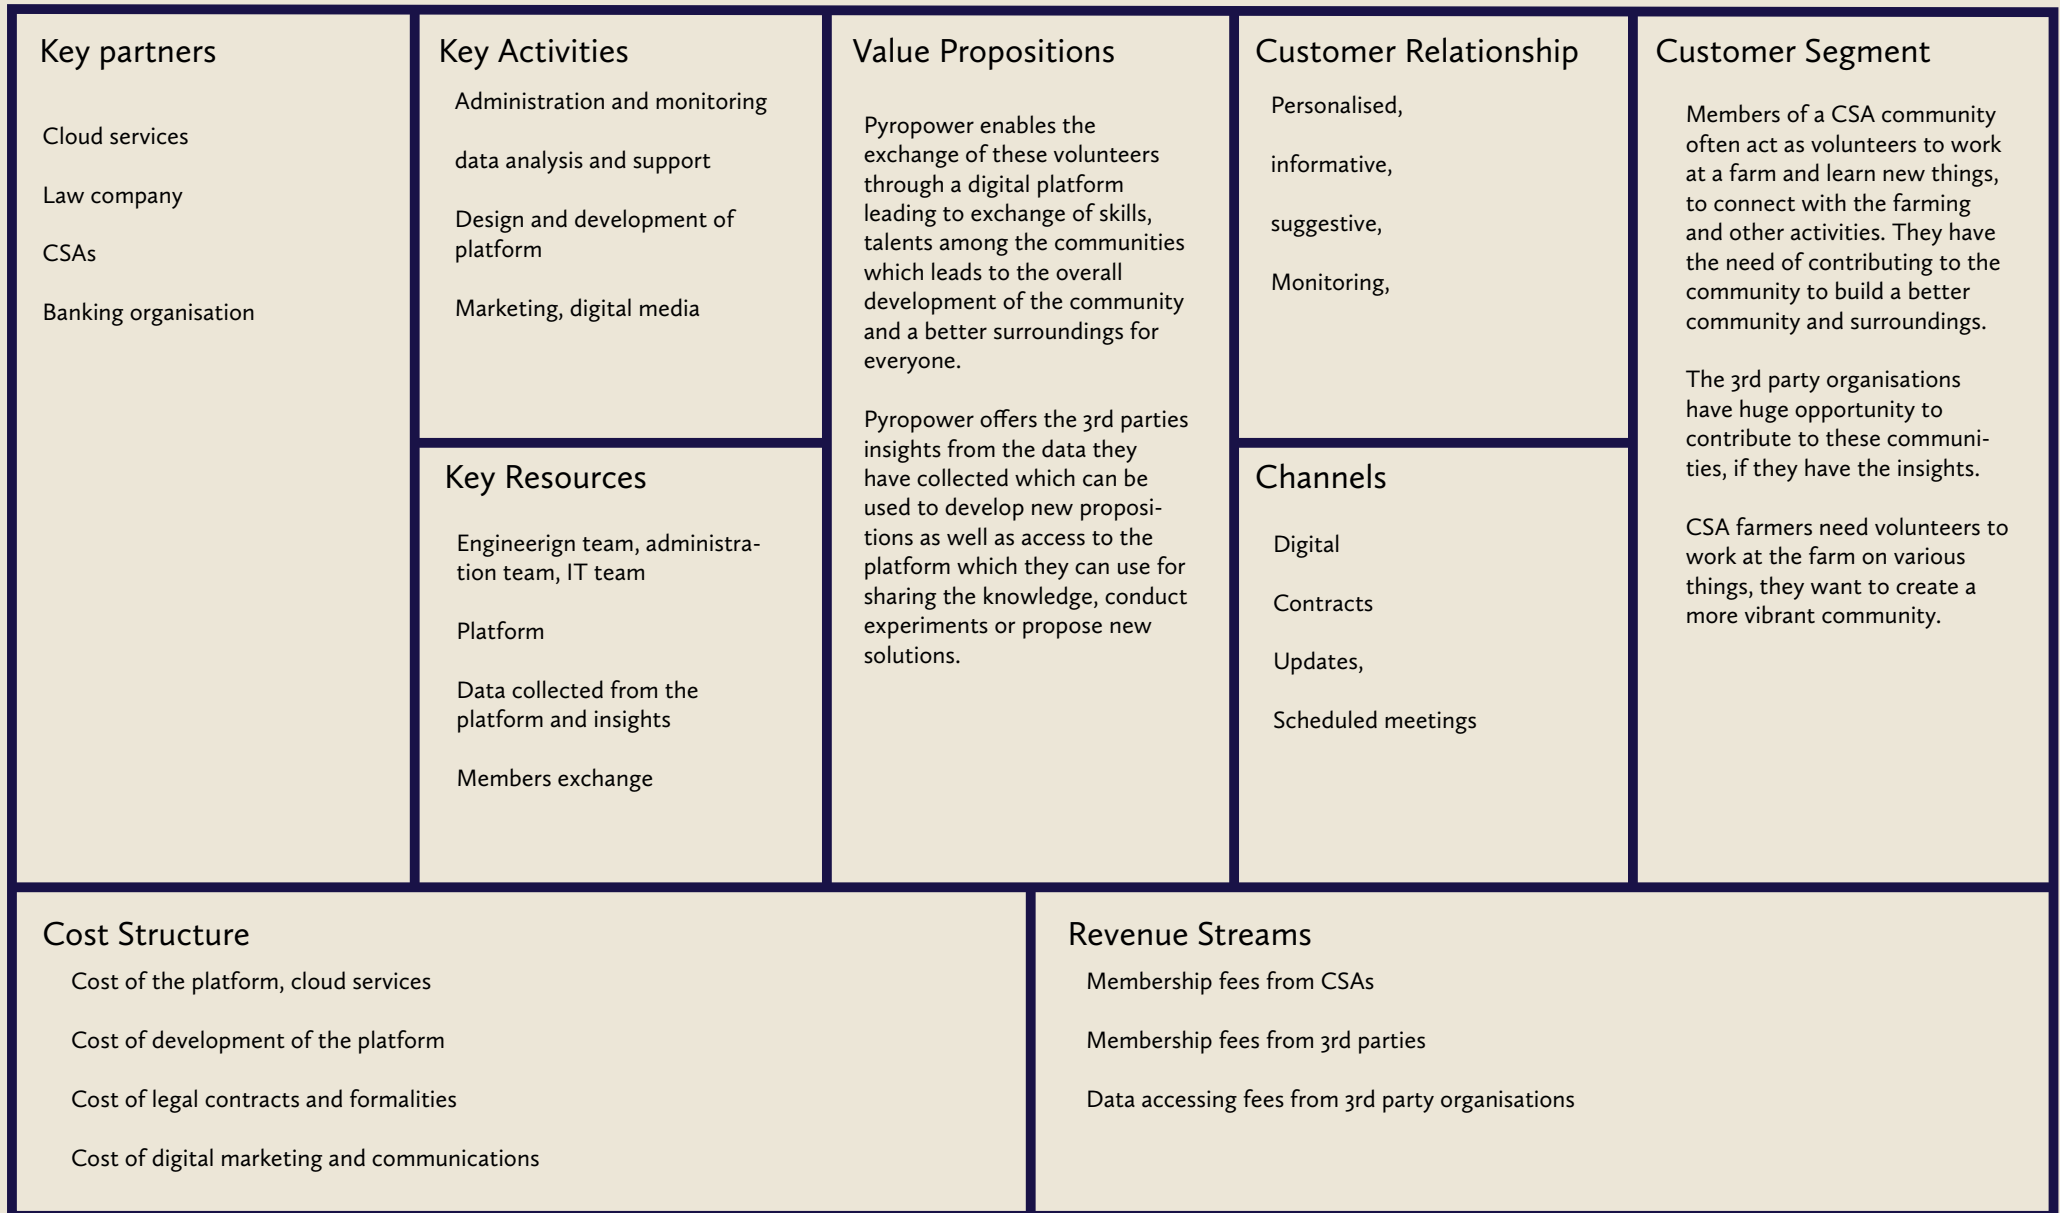 Key partners
Cloud services
Law company
CSAs
Banking organisation
Key Activities
Administration and monitoring
data analysis and support
Design and development of
platform
Marketing, digital media
Key Resources
Engineerign team, administra-
tion team, IT team
Platform
Data collected from the
platform and insights
Members exchange
Value Propositions
Pyropower enables the
exchange of these volunteers
through a digital platform
leading to exchange of skills,
talents among the communities
which leads to the overall
development of the community
and a better surroundings for
everyone.
Pyropower offers the 3rd parties
insights from the data they
have collected which can be
used to develop new proposi-
tions as well as access to the
platform which they can use for
sharing the knowledge, conduct
experiments or propose new
solutions.
Customer Relationship
Personalised,
informative,
suggestive,
Monitoring,
Channels
Digital
Contracts
Updates,
Scheduled meetings
Customer Segment
Members of a CSA community
often act as volunteers to work
at a farm and learn new things,
to connect with the farming
and other activities. They have
the need of contributing to the
community to build a better
community and surroundings.
The 3rd party organisations
have huge opportunity to
contribute to these communi-
ties, if they have the insights.
CSA farmers need volunteers to
work at the farm on various
things, they want to create a
more vibrant community.
Cost Structure
Cost of the platform, cloud services
Cost of development of the platform
Cost of legal contracts and formalities
Cost of digital marketing and communications
Revenue Streams
Membership fees from CSAs
Membership fees from 3rd parties
Data accessing fees from 3rd party organisations